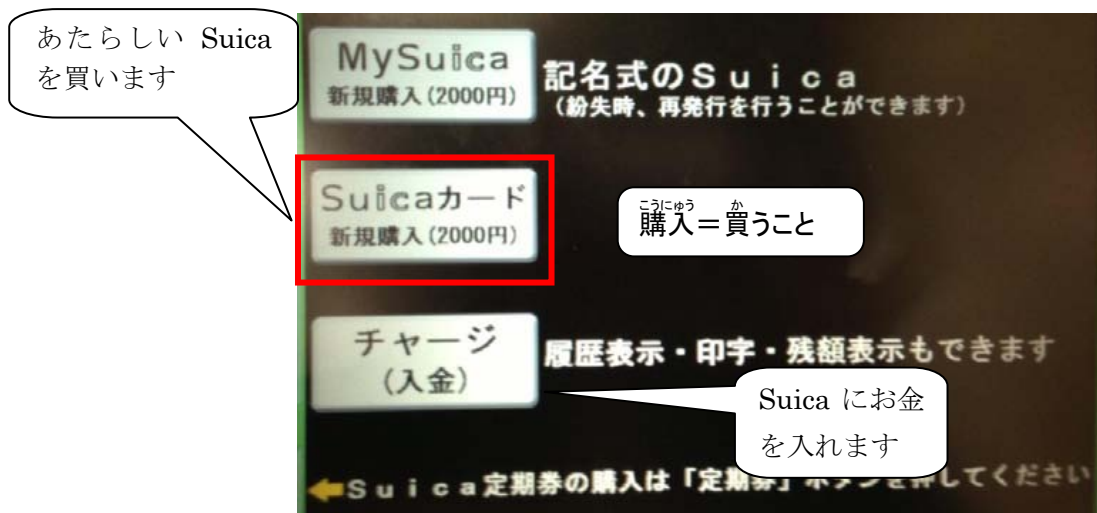 あたらしい Suica
を買います
MySuica
新規購入(2000円)
記名式のSuica
(紛失時、再発行を行うことができます)
Suicaカード
新規購入(2000円)
こうにゅう か
購入=買うこと
チャージ
(入金)
履歴表示・印字・残額表示もできます
Suica にお金
を入れます
Suica定期券の購入は「定期券」ボタンを押してください